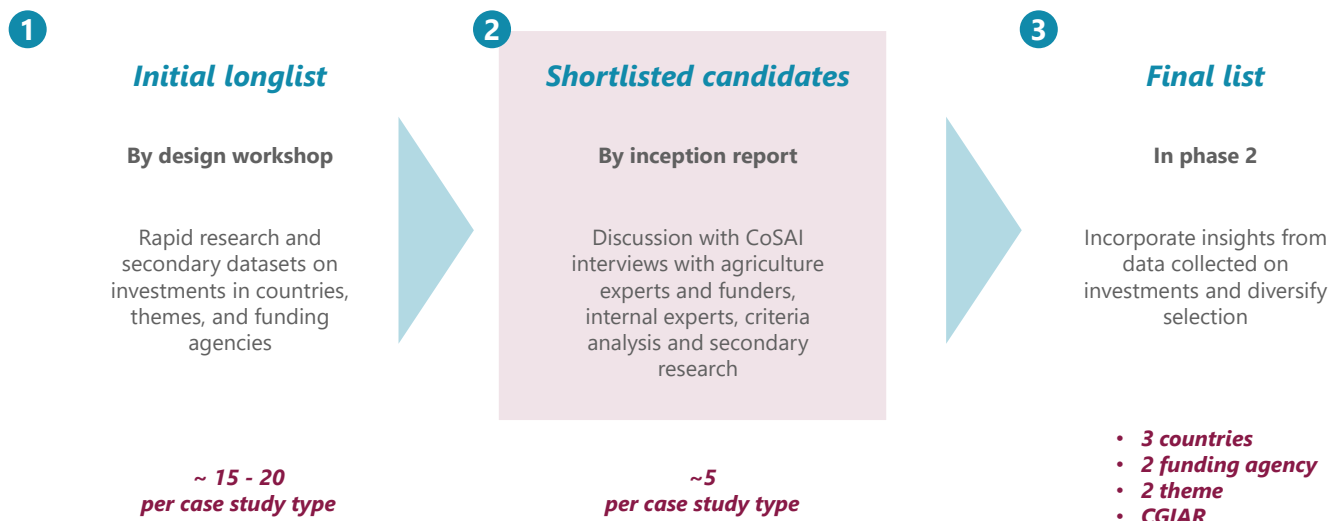 1
Initial longlist
By design workshop
Rapid research and
secondary datasets on
investments in countries,
themes, and funding
agencies
~ 15 - 20
per case study type
2
Shortlisted candidates
By inception report
Discussion with CoSAI
interviews with agriculture
experts and funders,
internal experts, criteria
analysis and secondary
research
~5
per case study type
3
Final list
In phase 2
Incorporate insights from
data collected on
investments and diversify
selection
• 3 countries
• 2 funding agency
• 2 theme
• CGIAR